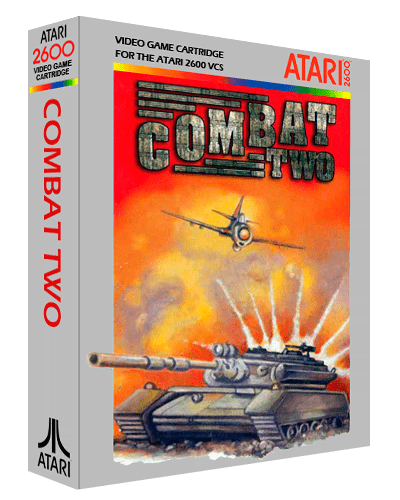 ATARI
2600
VIDEO GAME
CARTRIDGE
COMBAT TWO
ATARI
VIDEO GAME CARTRIDGE
FOR THE ATARI 2600 VCS
ATARI 2600
COMBAT
TWO